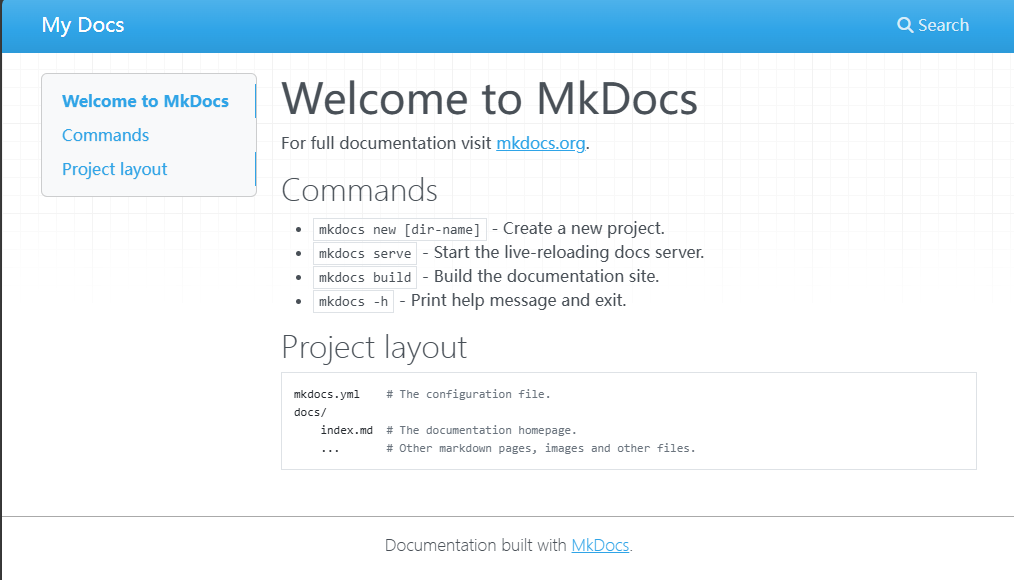 My Docs
Search
Welcome to MkDocs
Commands
Project layout
Welcome to MkDocs
For full documentation visit mkdocs.org.
Commands
mkdocs new [dir-name] - Create a new project.
mkdocs serve - Start the live-reloading docs server.
mkdocs build - Build the documentation site.
mkdocs -h - Print help message and exit.
Project layout
mkdocs.yml    # The configuration file.
docs/
    index.md  # The documentation homepage.
    ...       # Other markdown pages, images and other files.
Documentation built with MkDocs.